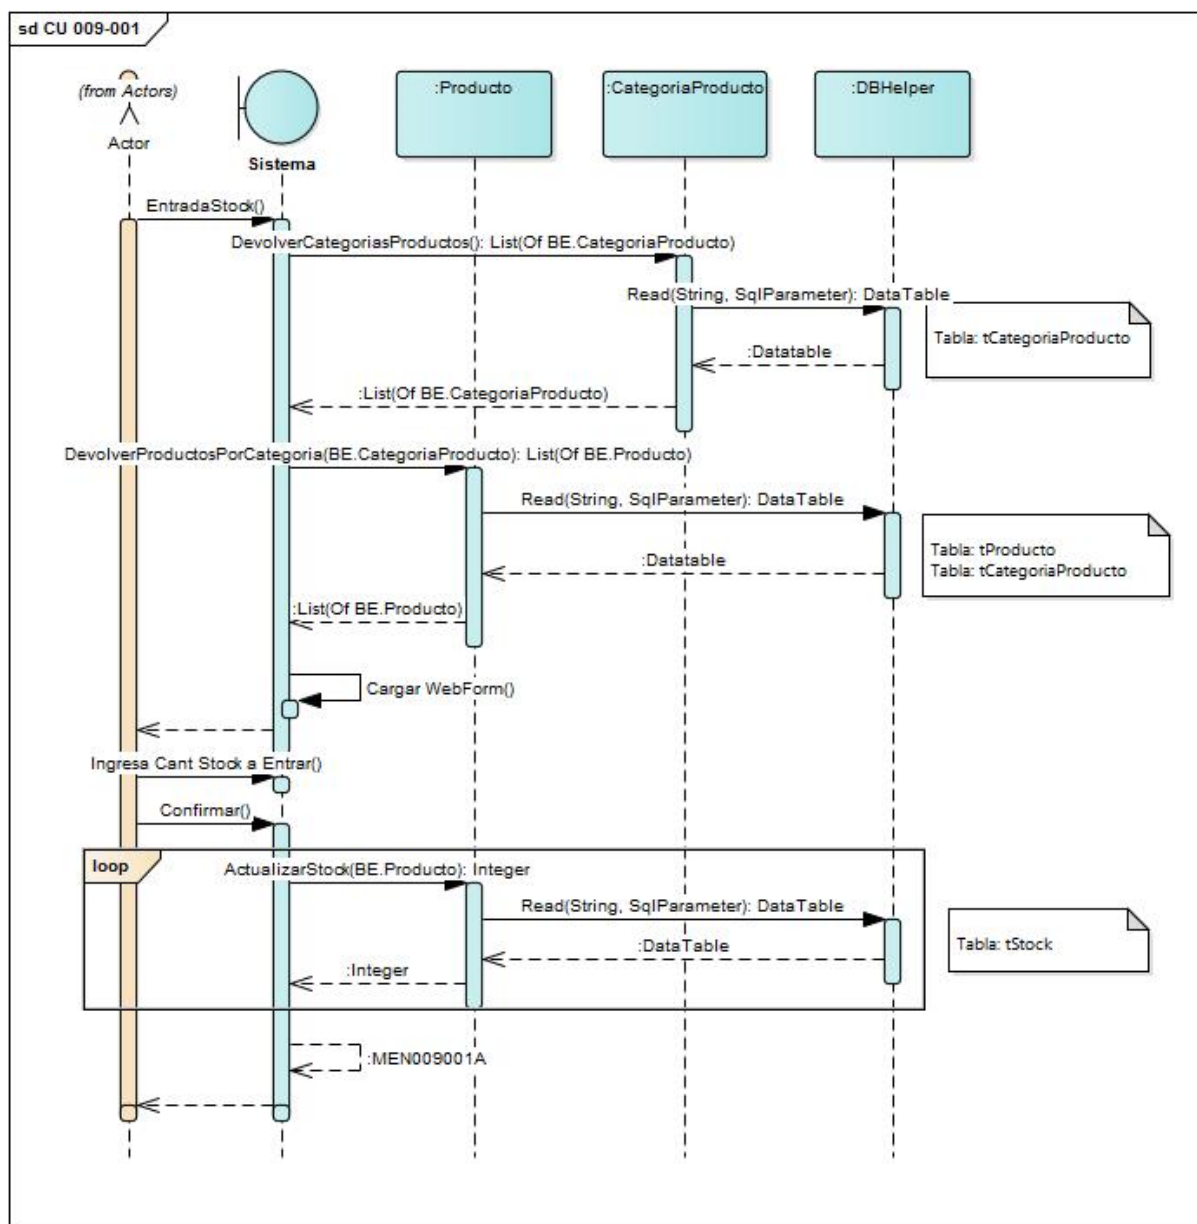 sd CU 009-001
(from Actors)
Actor
Sistema
:Producto
:CategoriaProducto
:DBHelper
EntradaStock()
DevolverCategoriasProductos(): List(Of BE.CategoriaProducto)
Read(String, SqlParameter): DataTable
Tabla: tCategoriaProducto
:Datatable
:List(Of BE.CategoriaProducto)
DevolverProductosPorCategoria(BE.CategoriaProducto): List(Of BE.Producto)
Read(String, SqlParameter): DataTable
Tabla: tProducto
Tabla: tCategoriaProducto
:Datatable
:List(Of BE.Producto)
Cargar WebForm()
Ingresa Cant Stock a Entrar()
Confirmar()
loop
ActualizarStock(BE.Producto): Integer
Read(String, SqlParameter): DataTable
Tabla: tStock
:DataTable
:Integer
:MEN009001A